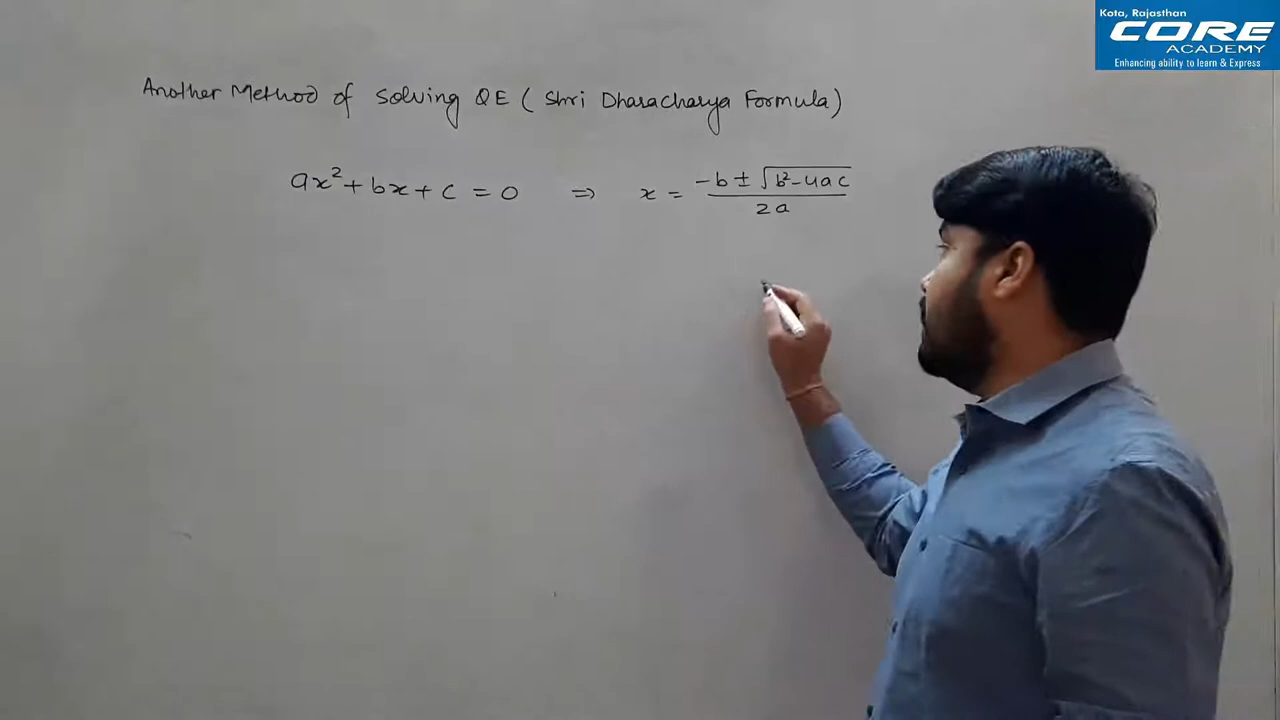 Kota, Rajasthan
CORE
ACADEMY
Enhancing ability to learn & Express
Another Method of Solving QE ( Shri Dharacharya Formula)
ax²+bx+c=0 ⇒ x = (-b ± √(b²-4ac))/2a